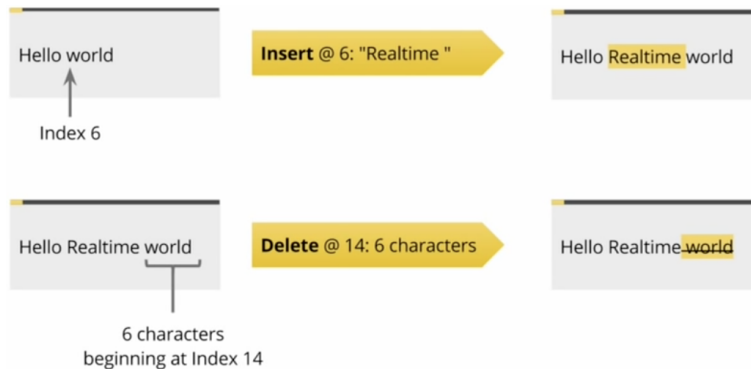 Hello world
Insert @ 6: "Realtime "
Hello Realtime world
Index 6
Hello Realtime world
Delete @ 14: 6 characters
Hello Realtime world
6 characters
beginning at Index 14